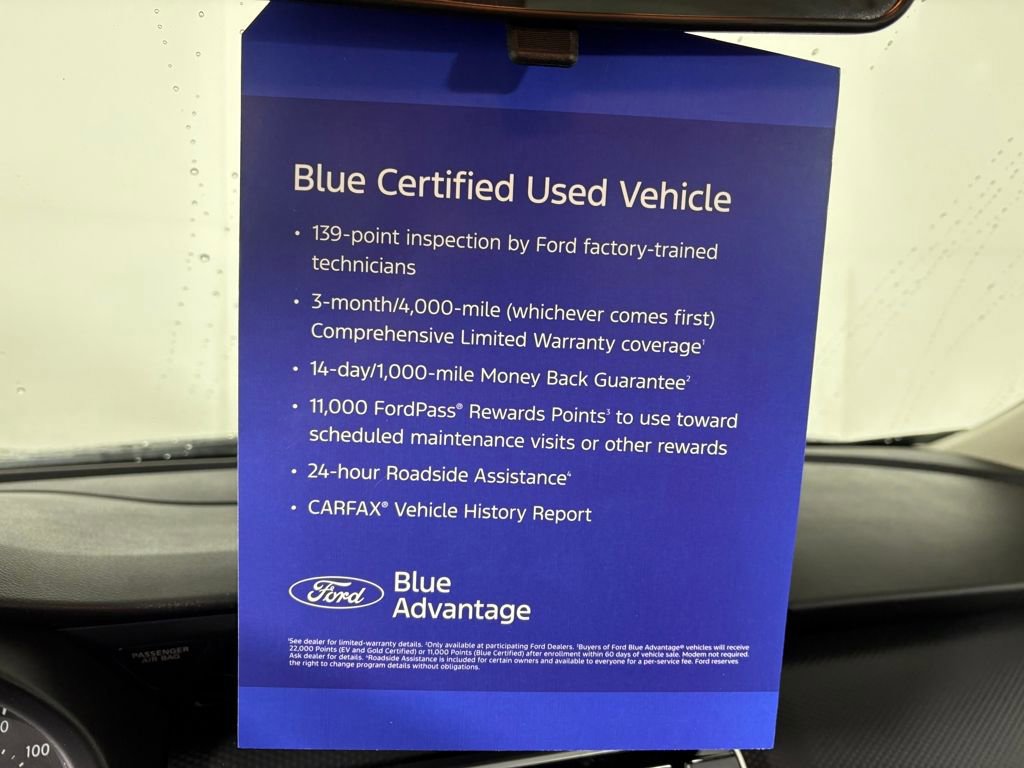 Blue Certified Used Vehicle
• 139-point inspection by Ford factory-trained
technicians
• 3-month/4,000-mile (whichever comes first)
Comprehensive Limited Warranty coverage¹
• 14-day/1,000-mile Money Back Guarantee²
• 11,000 FordPass® Rewards Points³ to use toward
scheduled maintenance visits or other rewards
• 24-hour Roadside Assistance⁴
• CARFAX® Vehicle History Report
Ford Blue
Advantage
¹See dealer for limited-warranty details. ²Only available at participating Ford Dealers. ³Buyers of Ford Blue Advantage® vehicles will receive
22,000 Points (EV and Gold Certified) or 11,000 Points (Blue Certified) after enrollment within 60 days of vehicle sale. Modem not required.
Ask dealer for details. ⁴Roadside Assistance is included for certain owners and available to everyone for a per-service fee. Ford reserves
the right to change program details without obligations.
PASSENGER
AIR BAG
100